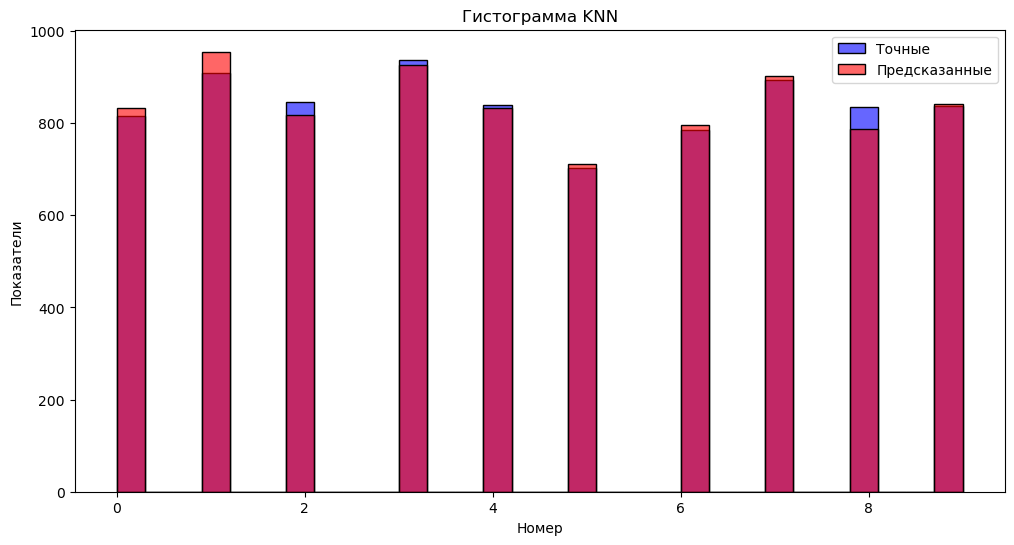 Гистограмма KNN
Точные
Предсказанные
Показатели
1000
800
600
400
200
0
0 2 4 6 8
Номер